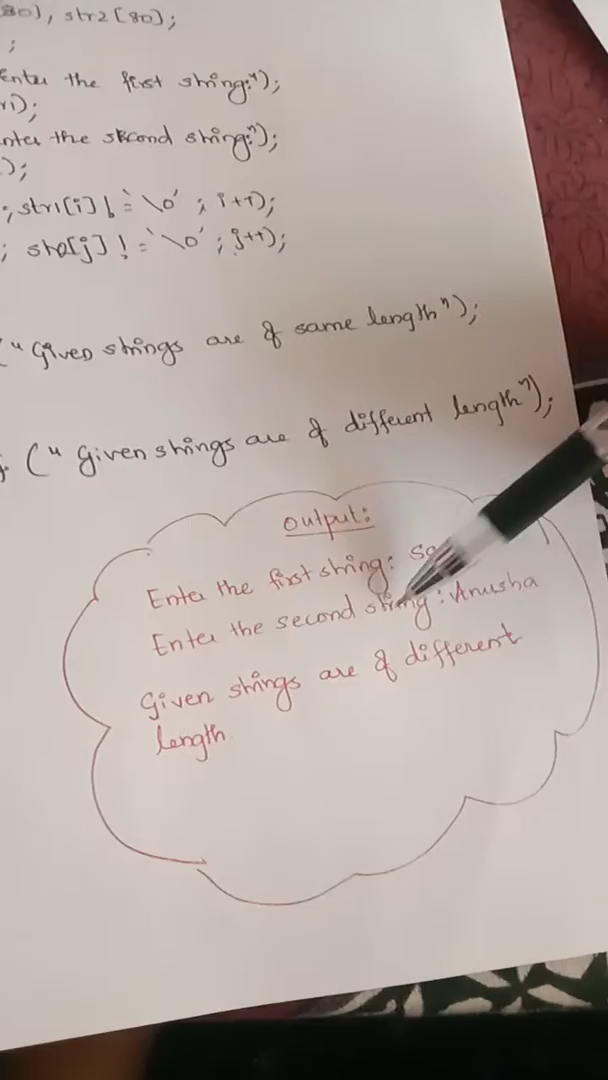 80], str2[80];
;
Enter the first string:");
r1);
nter the second string:");
);
; str1[i] != '\0' ; i++);
; str2[j] != '\0' ; j++);
(" Given strings are of same length");
(" Given strings are of different length");
Output:
Enter the first string:
Enter the second string: Anusha
Given strings are of different
length